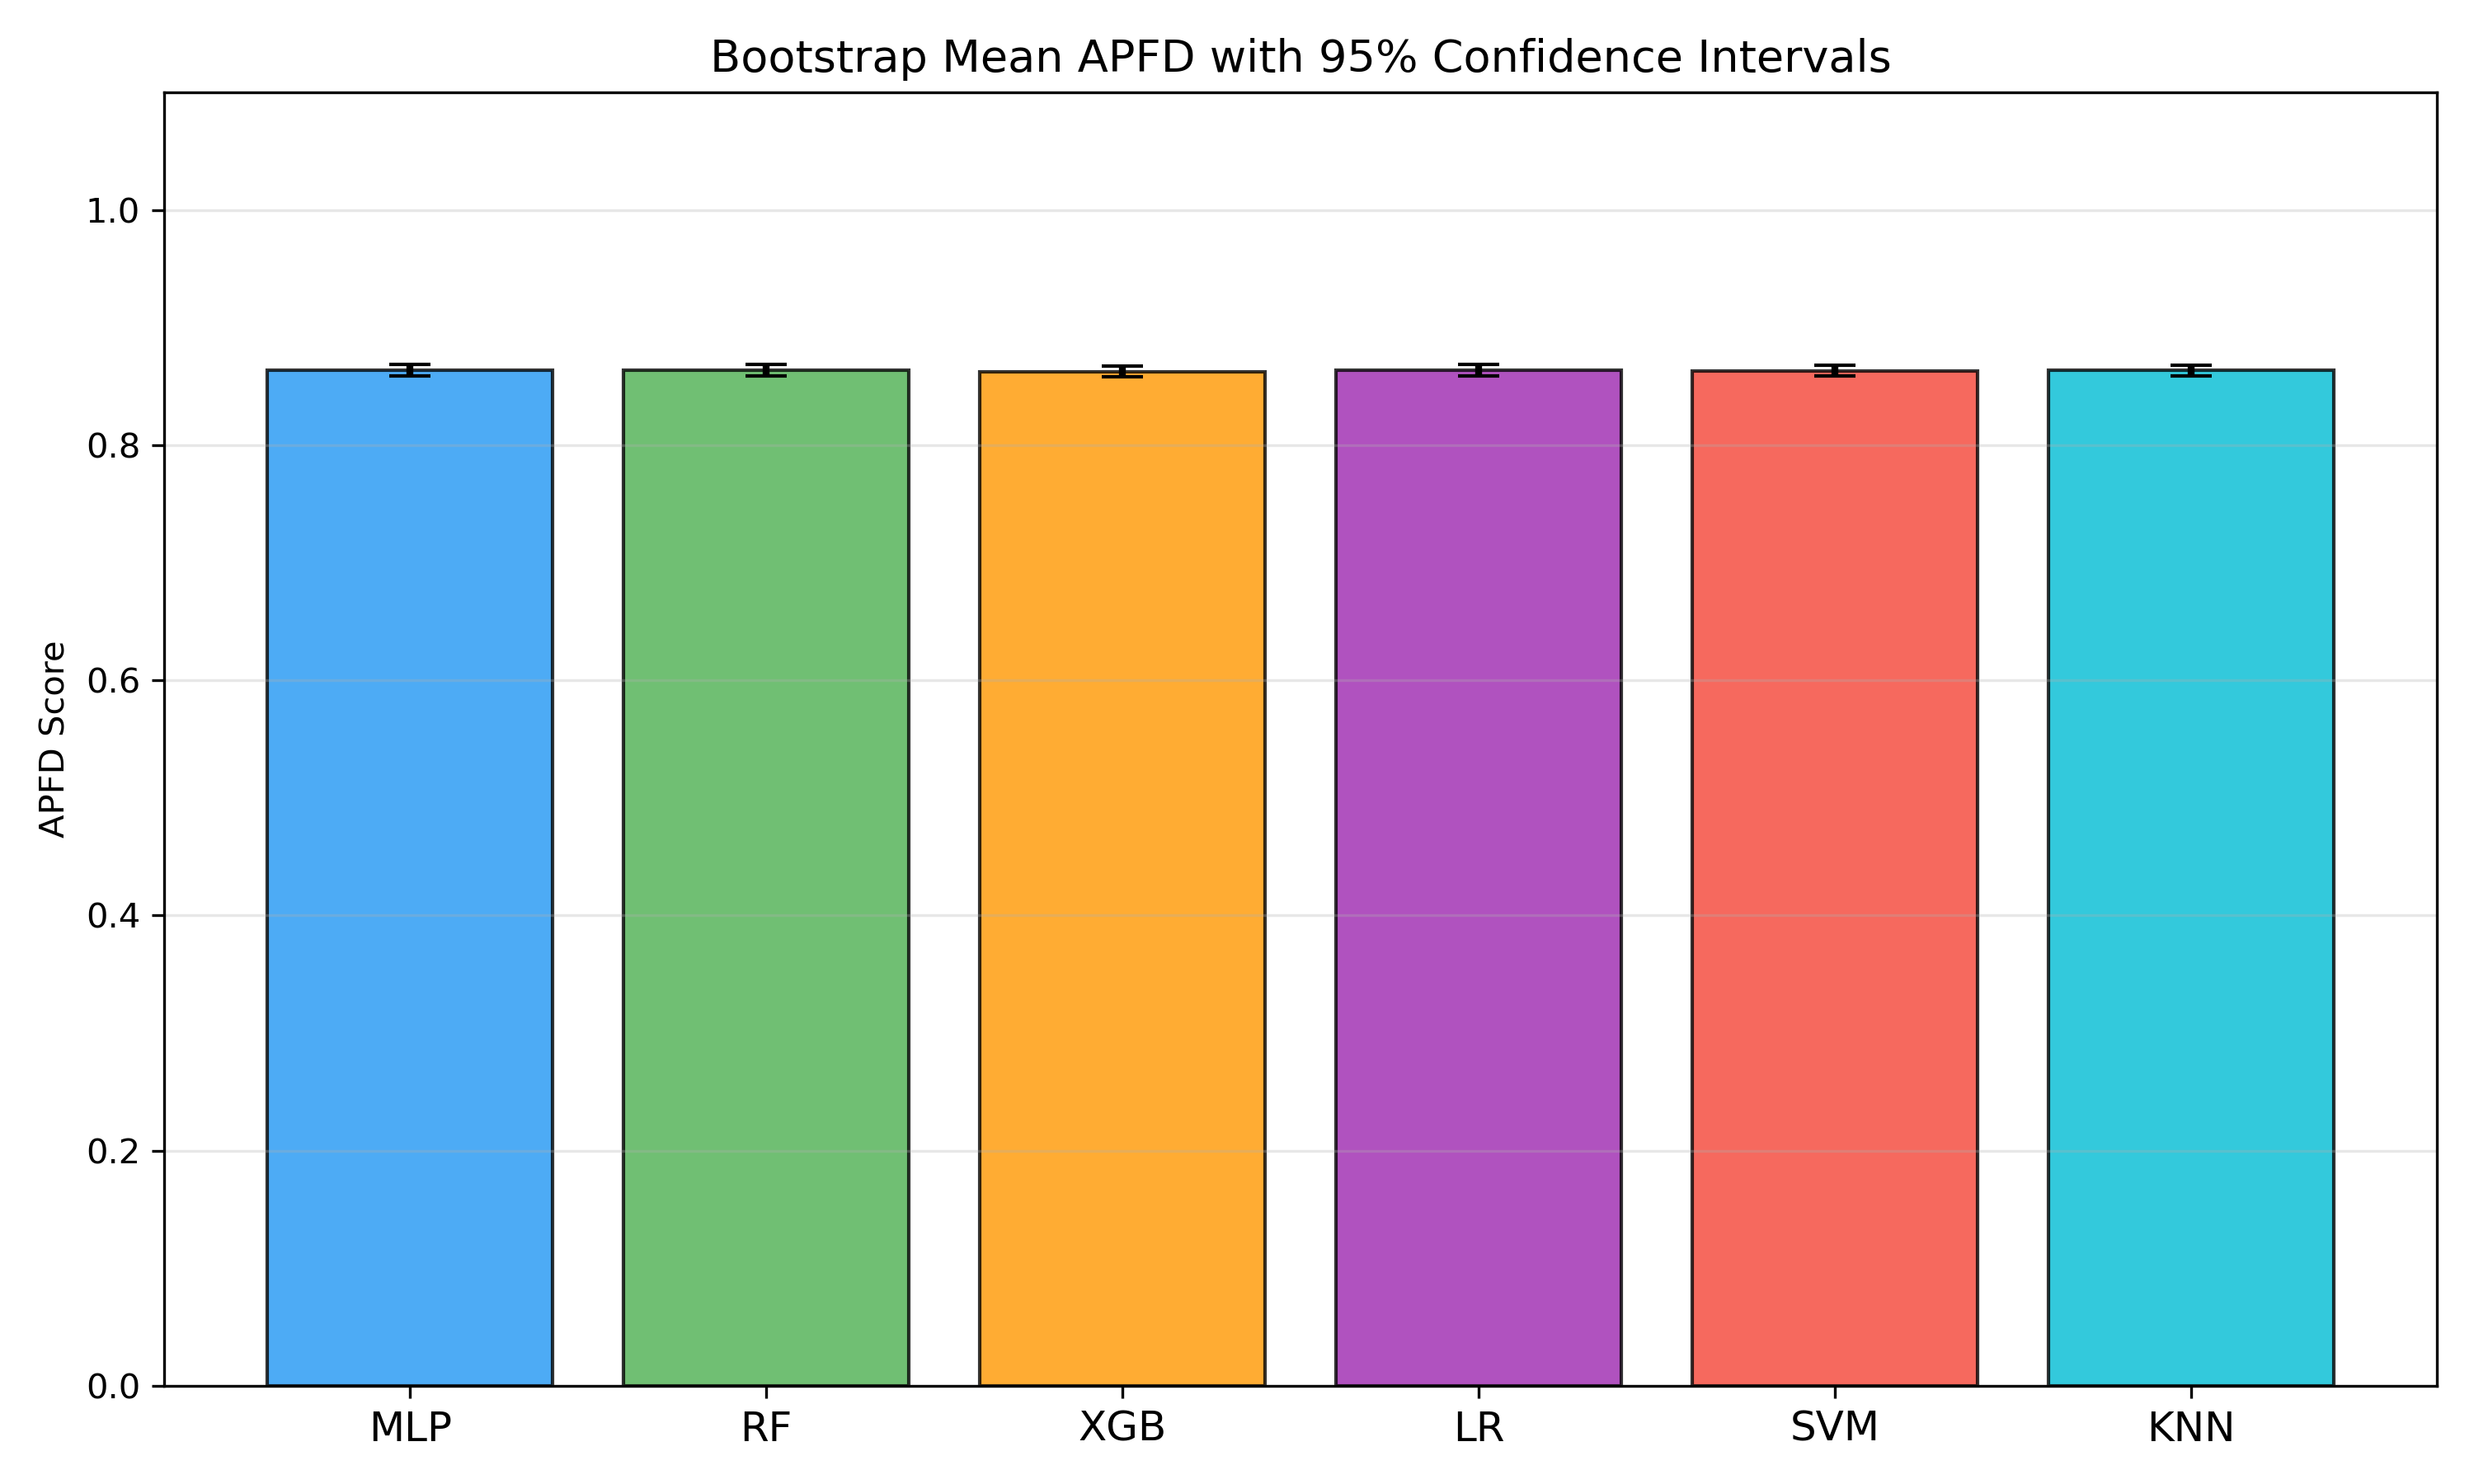 Bootstrap Mean APFD with 95% Confidence Intervals
APFD Score
1.0
0.8
0.6
0.4
0.2
0.0
MLP RF XGB LR SVM KNN